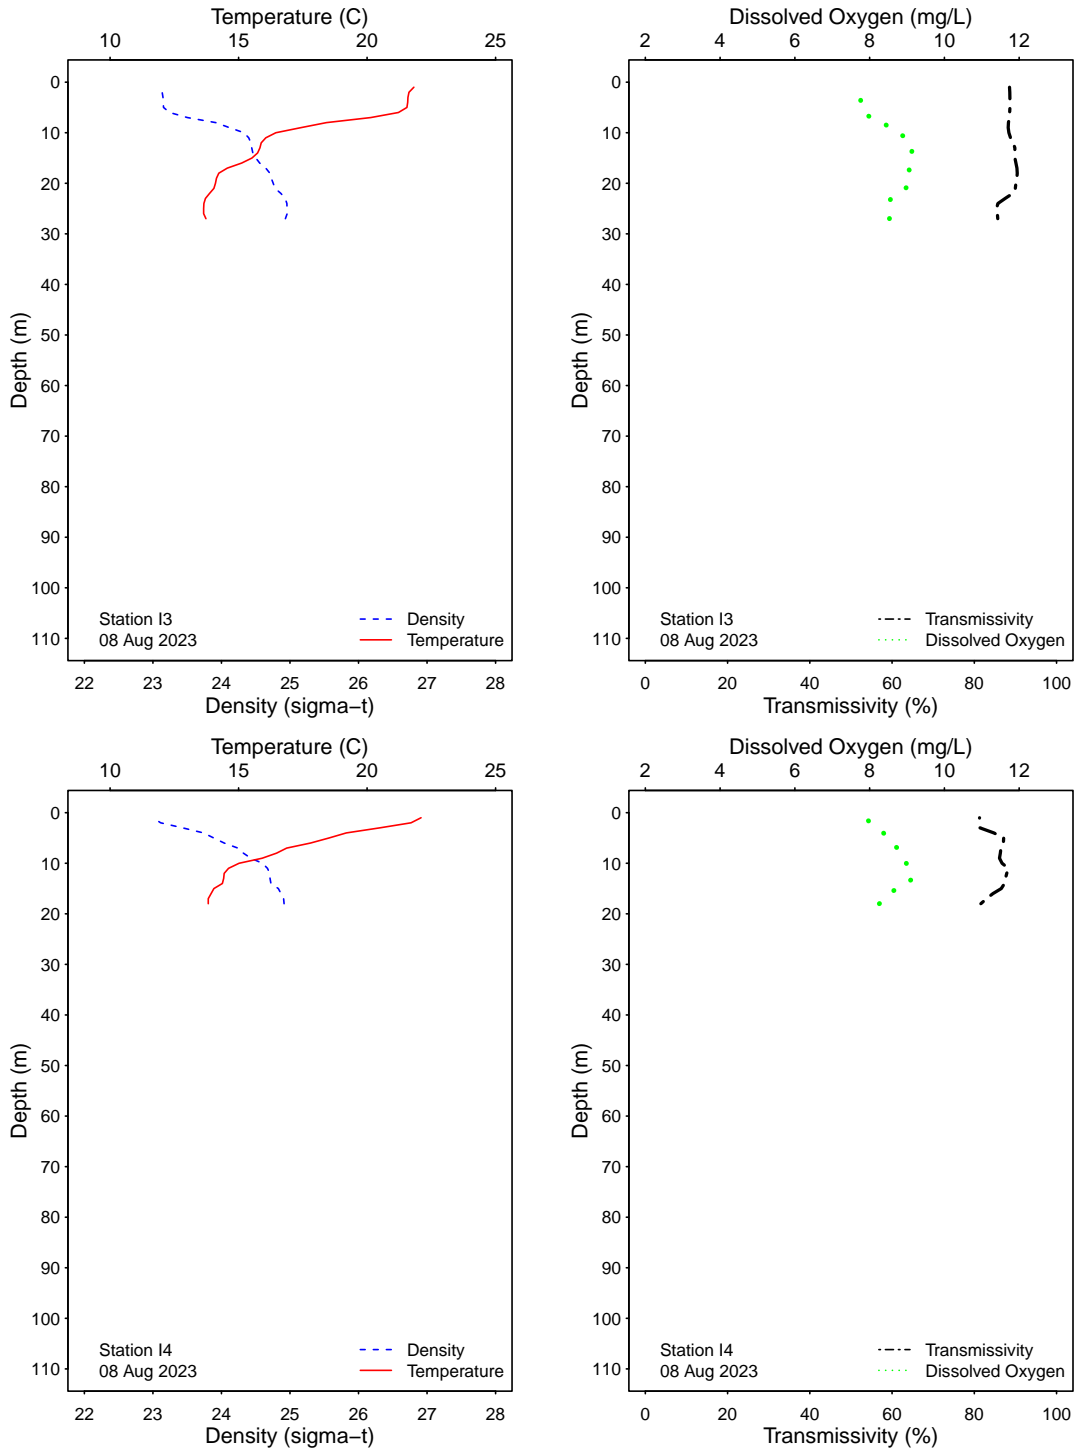 Temperature (C)
10 15 20 25
0
10
20
30
40
50
60
70
80
90
100
110
Depth (m)
Station I3
08 Aug 2023
Density
Temperature
22 23 24 25 26 27 28
Density (sigma−t)
Dissolved Oxygen (mg/L)
2 4 6 8 10 12
0
10
20
30
40
50
60
70
80
90
100
110
Depth (m)
Station I3
08 Aug 2023
Transmissivity
Dissolved Oxygen
0 20 40 60 80 100
Transmissivity (%)
Temperature (C)
10 15 20 25
0
10
20
30
40
50
60
70
80
90
100
110
Depth (m)
Station I4
08 Aug 2023
Density
Temperature
22 23 24 25 26 27 28
Density (sigma−t)
Dissolved Oxygen (mg/L)
2 4 6 8 10 12
0
10
20
30
40
50
60
70
80
90
100
110
Depth (m)
Station I4
08 Aug 2023
Transmissivity
Dissolved Oxygen
0 20 40 60 80 100
Transmissivity (%)